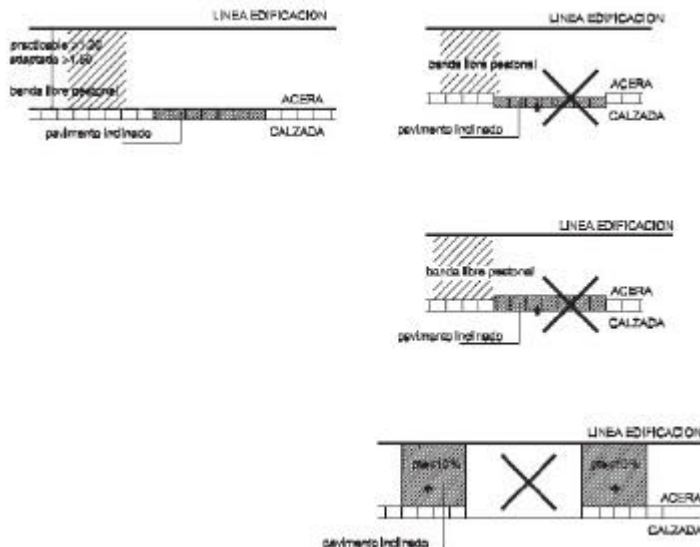 LINEA EDIFICACION
practicable >1.20
adaptado >1.50
banda libre peatonal
ACERA
CALZADA
pavimento inclinado
LINEA EDIFICACION
banda libre peatonal
ACERA
CALZADA
pavimento inclinado
LINEA EDIFICACION
banda libre peatonal
ACERA
CALZADA
pavimento inclinado
LINEA EDIFICACION
ACERA
CALZADA
pavimento inclinado